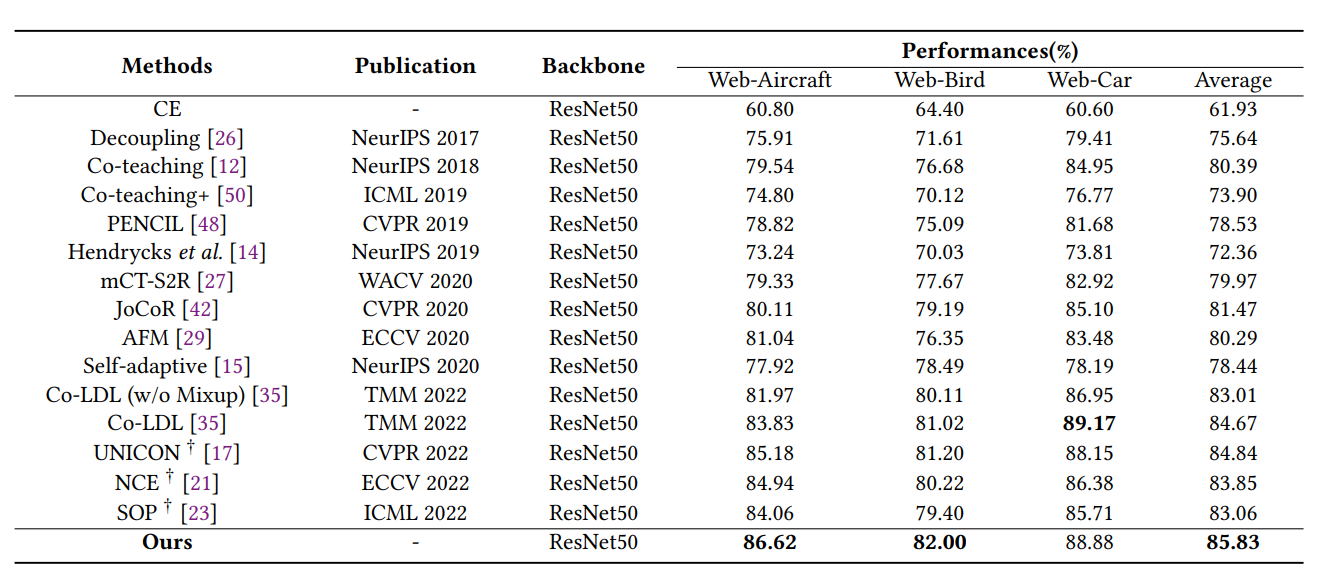 Methods Publication Backbone Performances(%)
Web-Aircraft Web-Bird Web-Car Average
CE - ResNet50 60.80 64.40 60.60 61.93
Decoupling [26] NeurIPS 2017 ResNet50 75.91 71.61 79.41 75.64
Co-teaching [12] NeurIPS 2018 ResNet50 79.54 76.68 84.95 80.39
Co-teaching+ [50] ICML 2019 ResNet50 74.80 70.12 76.77 73.90
PENCIL [48] CVPR 2019 ResNet50 78.82 75.09 81.68 78.53
Hendrycks et al. [14] NeurIPS 2019 ResNet50 73.24 70.03 73.81 72.36
mCT-S2R [27] WACV 2020 ResNet50 79.33 77.67 82.92 79.97
JoCoR [42] CVPR 2020 ResNet50 80.11 79.19 85.10 81.47
AFM [29] ECCV 2020 ResNet50 81.04 76.35 83.48 80.29
Self-adaptive [15] NeurIPS 2020 ResNet50 77.92 78.49 78.19 78.44
Co-LDL (w/o Mixup) [35] TMM 2022 ResNet50 81.97 80.11 86.95 83.01
Co-LDL [35] TMM 2022 ResNet50 83.83 81.02 89.17 84.67
UNICON † [17] CVPR 2022 ResNet50 85.18 81.20 88.15 84.84
NCE † [21] ECCV 2022 ResNet50 84.94 80.22 86.38 83.85
SOP † [23] ICML 2022 ResNet50 84.06 79.40 85.71 83.06
Ours - ResNet50 86.62 82.00 88.88 85.83